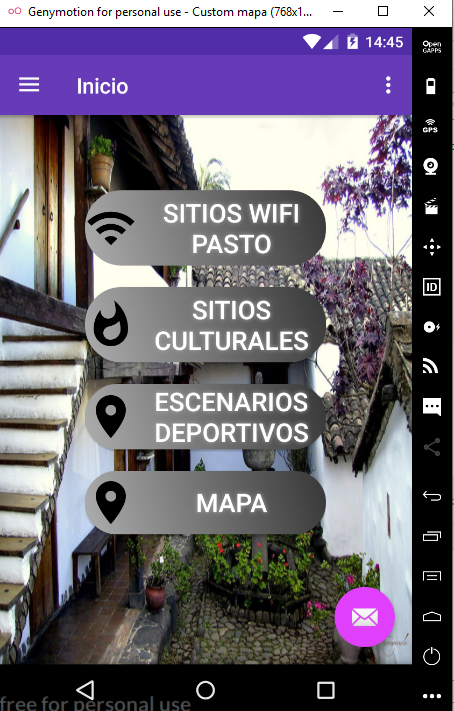 Genymotion for personal use - Custom mapa (768x1...
14:45
Open
GAPPS
Inicio
GPS
SITIOS WIFI
PASTO
ID
SITIOS
CULTURALES
ESCENARIOS
DEPORTIVOS
MAPA
free for personal use